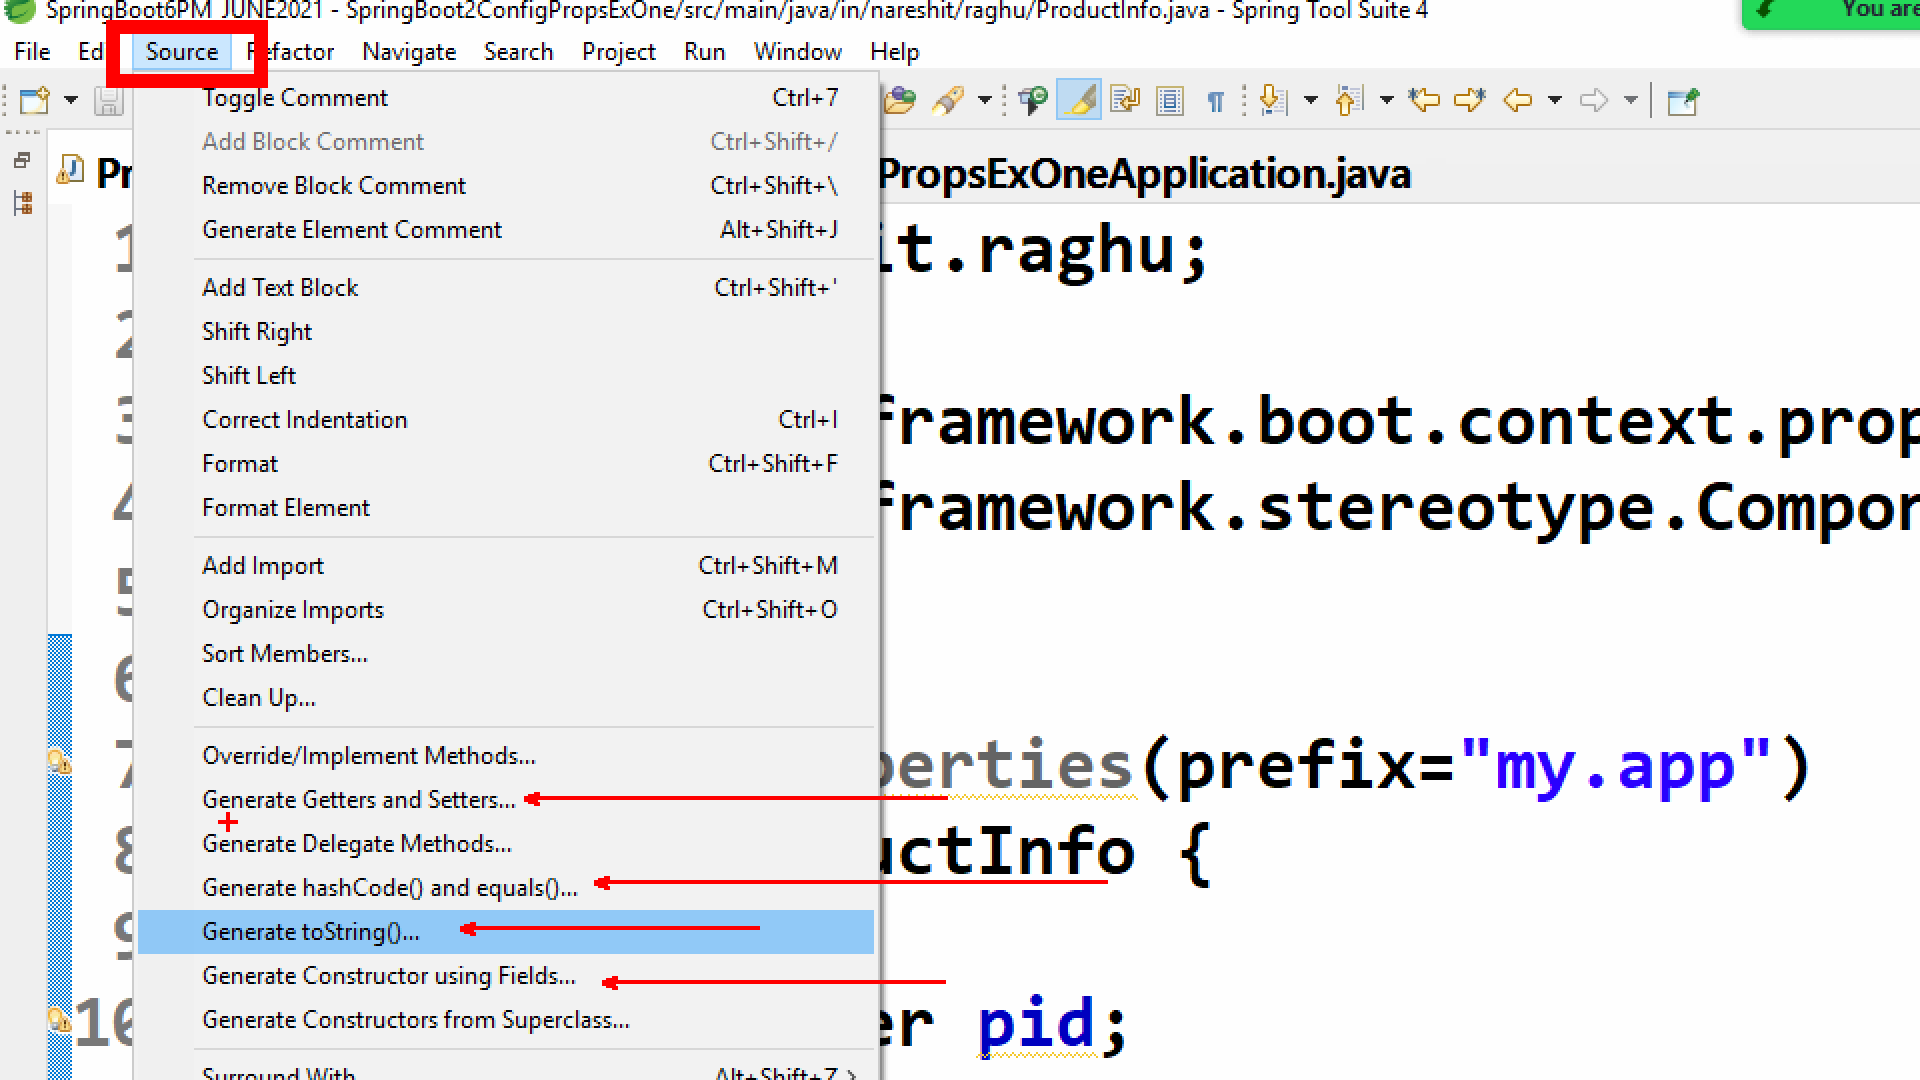 SpringBoot6PM_JUNE2021 - SpringBoot2ConfigPropsExOne/src/main/java/in/nareshit/raghu/ProductInfo.java - Spring Tool Suite 4
You are
File Ed Source Refactor Navigate Search Project Run Window Help
Toggle Comment Ctrl+7
Add Block Comment Ctrl+Shift+/
Remove Block Comment Ctrl+Shift+\
Generate Element Comment Alt+Shift+J
Add Text Block Ctrl+Shift+'
Shift Right
Shift Left
Correct Indentation Ctrl+I
Format Ctrl+Shift+F
Format Element
Add Import Ctrl+Shift+M
Organize Imports Ctrl+Shift+O
Sort Members...
Clean Up...
Override/Implement Methods...
Generate Getters and Setters...
Generate Delegate Methods...
Generate hashCode() and equals()...
Generate toString()...
Generate Constructor using Fields...
Generate Constructors from Superclass...
Surround With Alt+Shift+Z >
Pr PropsExOneApplication.java
1 it.raghu;
2
3 framework.boot.context.prop
4 framework.stereotype.Compon
5
6
7 perties(prefix="my.app")
8 uctInfo {
9
10 er pid;